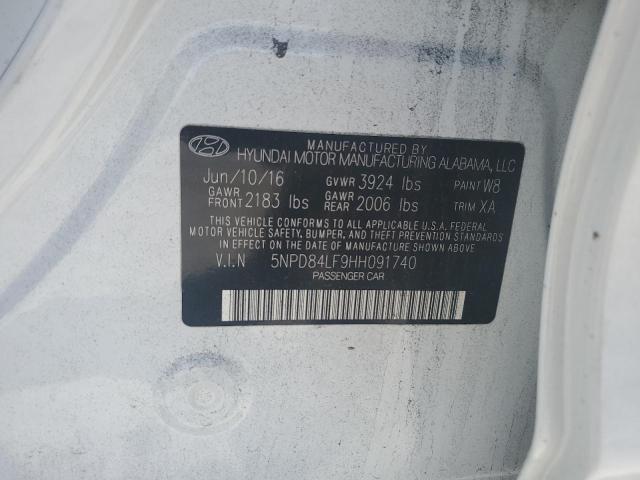 MANUFACTURED BY
HYUNDAI MOTOR MANUFACTURING ALABAMA, LLC
Jun/10/16 GVWR 3924 lbs PAINT W8
GAWR FRONT 2183 lbs GAWR REAR 2006 lbs TRIM XA
THIS VEHICLE CONFORMS TO ALL APPLICABLE U.S.A. FEDERAL
MOTOR VEHICLE SAFETY, BUMPER, AND THEFT PREVENTION STANDARDS
IN EFFECT ON THE DATE OF MANUFACTURE SHOWN ABOVE.
V.I.N 5NPD84LF9HH091740
PASSENGER CAR